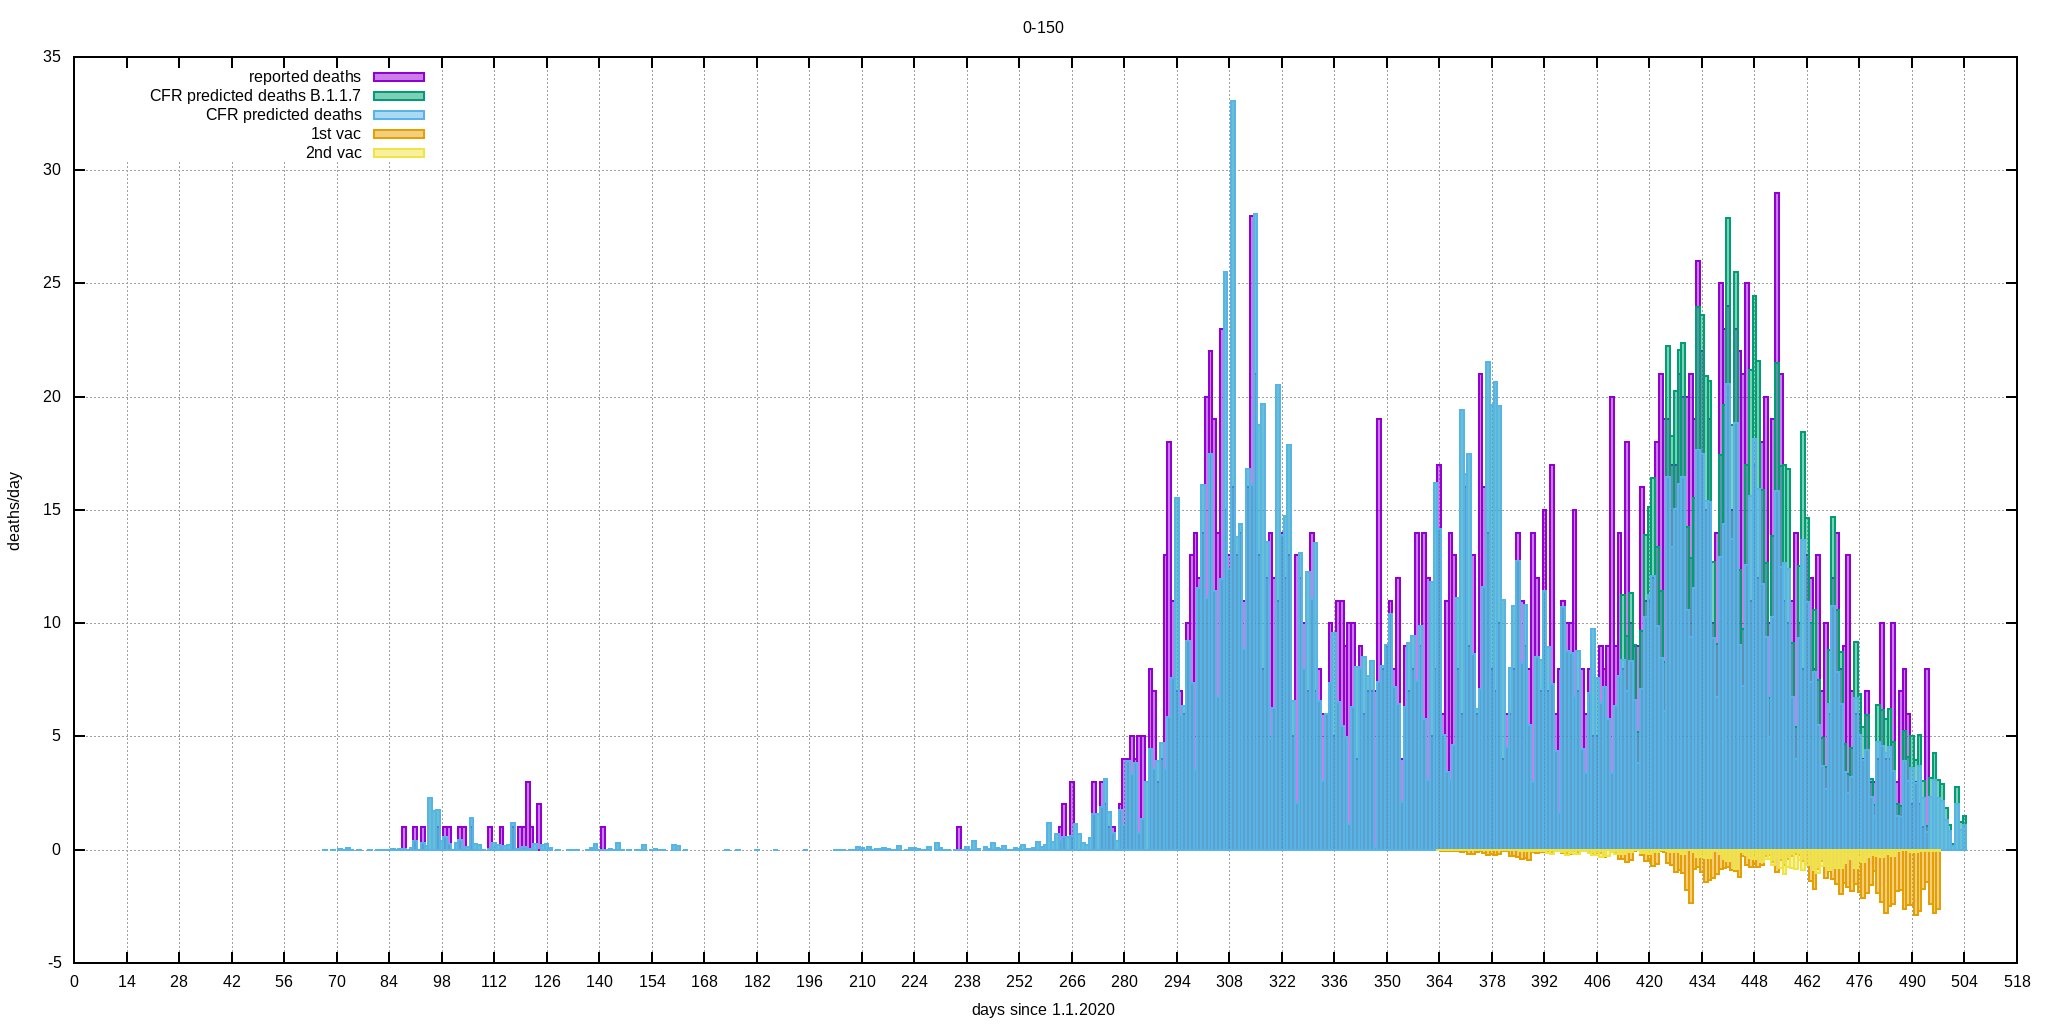 0-150
35
30
25
20
15
10
5
0
-5
deaths/day
reported deaths
CFR predicted deaths B.1.1.7
CFR predicted deaths
1st vac
2nd vac
0 14 28 42 56 70 84 98 112 126 140 154 168 182 196 210 224 238 252 266 280 294 308 322 336 350 364 378 392 406 420 434 448 462 476 490 504 518
days since 1.1.2020